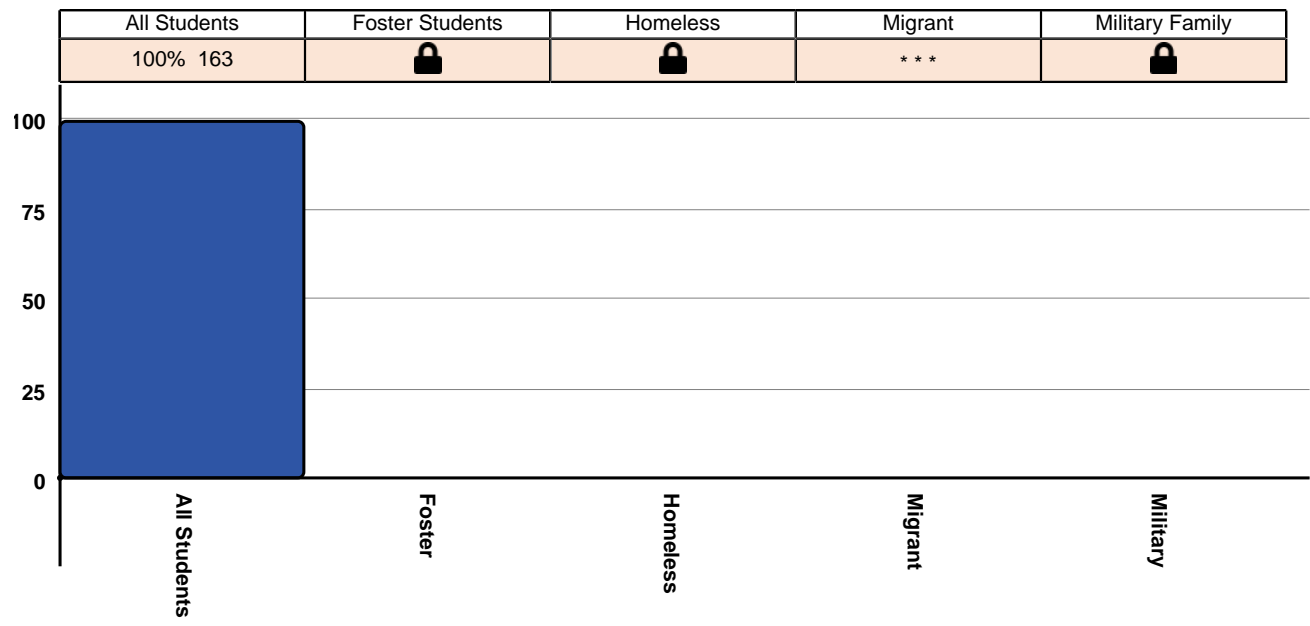 All Students Foster Students Homeless Migrant Military Family
100% 163 * * *
100
75
50
25
0
All Students
Foster
Homeless
Migrant
Military